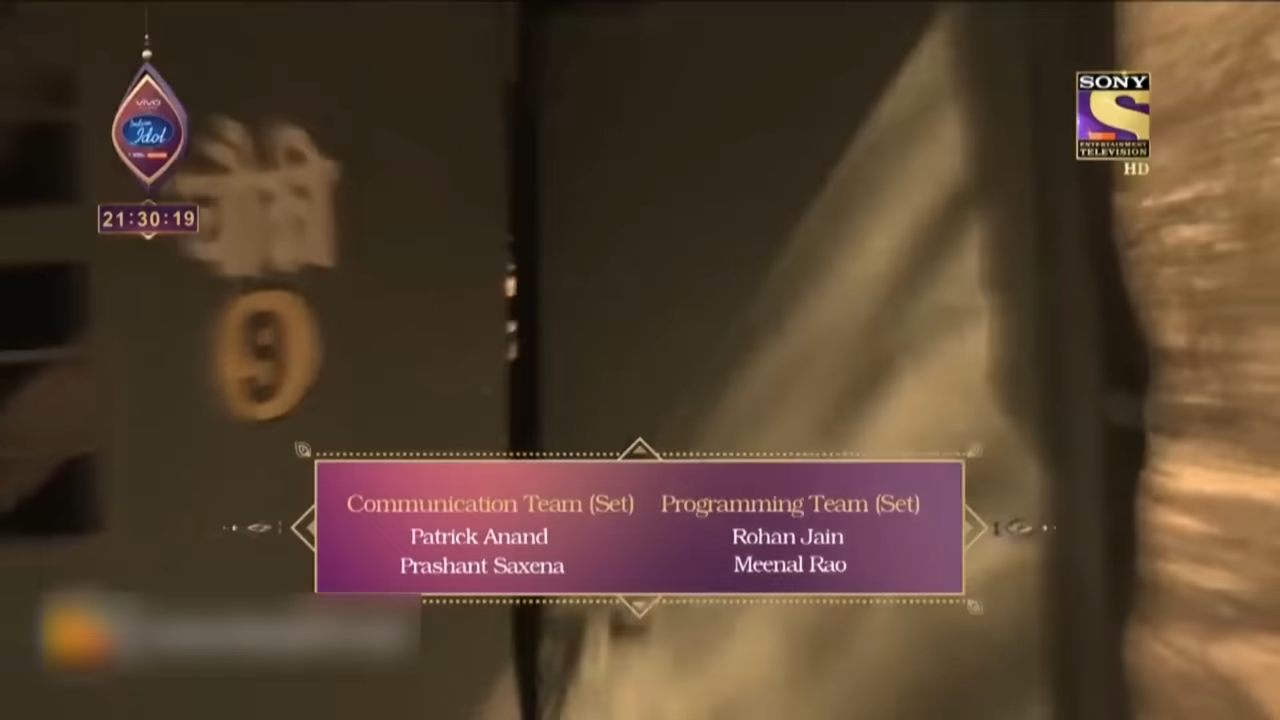 vivo
Indian
Idol
21:30:19
SONY
S
ENTERTAINMENT
TELEVISION
HD
9
Communication Team (Set)
Patrick Anand
Prashant Saxena
Programming Team (Set)
Rohan Jain
Meenal Rao